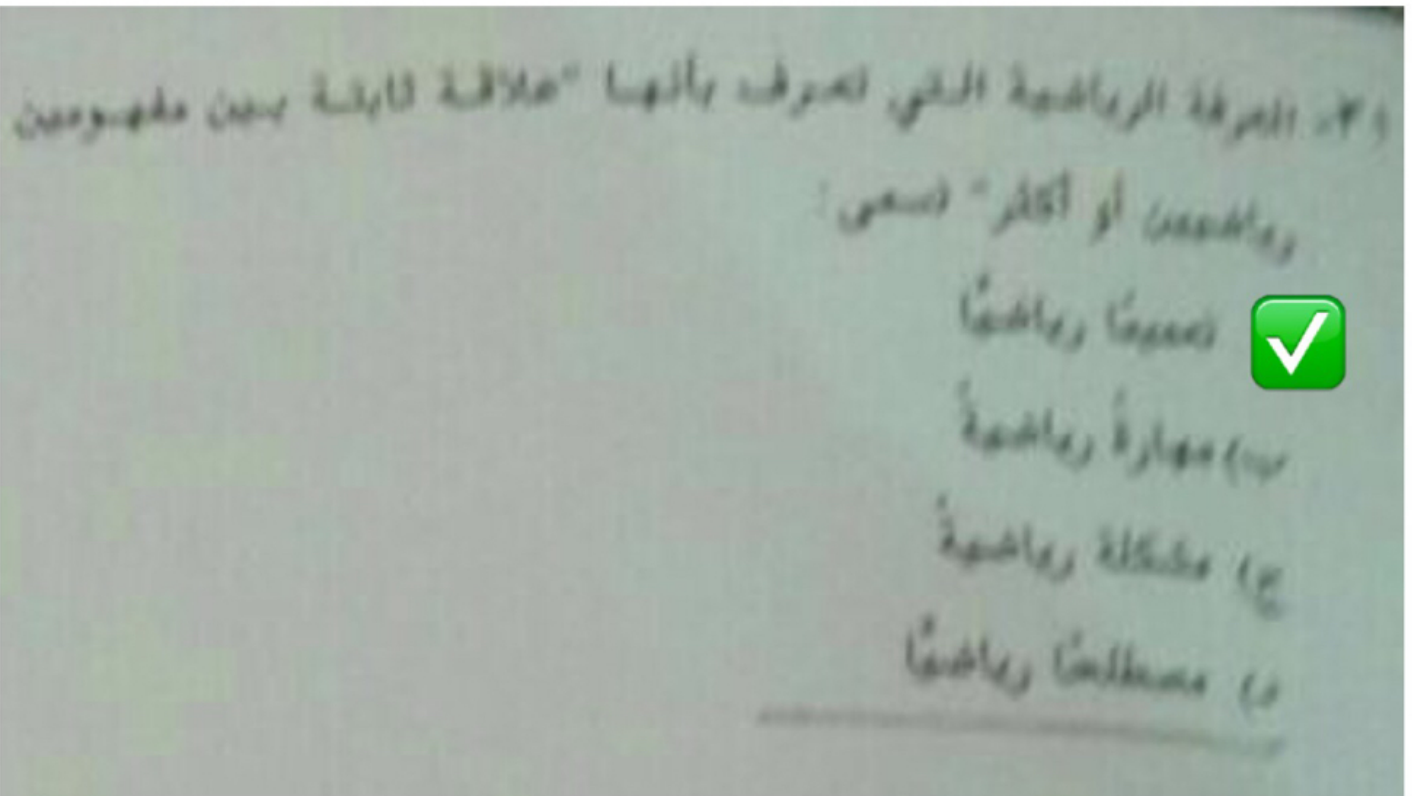 المعرفة الرياضية التي تعرف بأنها "علاقة ثابتة بين مفهومين
رياضيين أو أكثر" تسمى:
تعميمًا رياضيًّا
ب) مهارةً رياضيةً
ج) مشكلة رياضيةً
د) مصطلحًا رياضيًّا